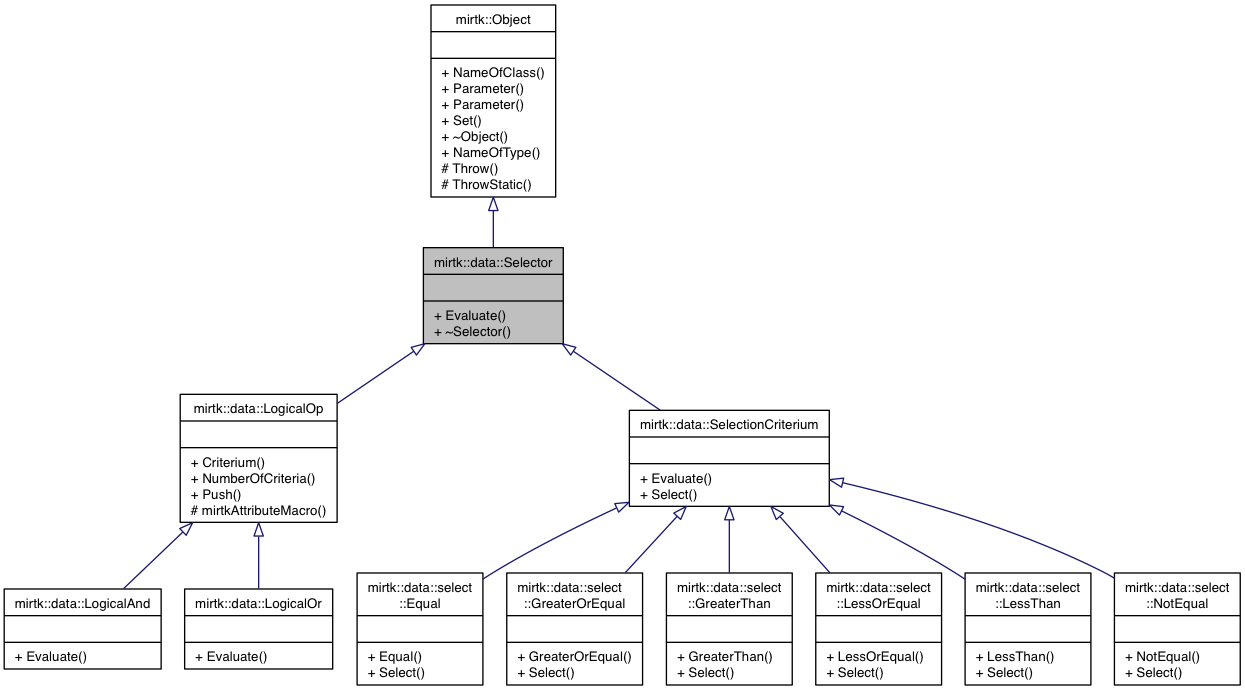 mirtk::Object
+ NameOfClass()
+ Parameter()
+ Parameter()
+ Set()
+ ~Object()
+ NameOfType()
# Throw()
# ThrowStatic()
mirtk::data::Selector
+ Evaluate()
+ ~Selector()
mirtk::data::LogicalOp
+ Criterium()
+ NumberOfCriteria()
+ Push()
# mirtkAttributeMacro()
mirtk::data::SelectionCriterium
+ Evaluate()
+ Select()
mirtk::data::LogicalAnd
+ Evaluate()
mirtk::data::LogicalOr
+ Evaluate()
mirtk::data::select
::Equal
+ Equal()
+ Select()
mirtk::data::select
::GreaterOrEqual
+ GreaterOrEqual()
+ Select()
mirtk::data::select
::GreaterThan
+ GreaterThan()
+ Select()
mirtk::data::select
::LessOrEqual
+ LessOrEqual()
+ Select()
mirtk::data::select
::LessThan
+ LessThan()
+ Select()
mirtk::data::select
::NotEqual
+ NotEqual()
+ Select()